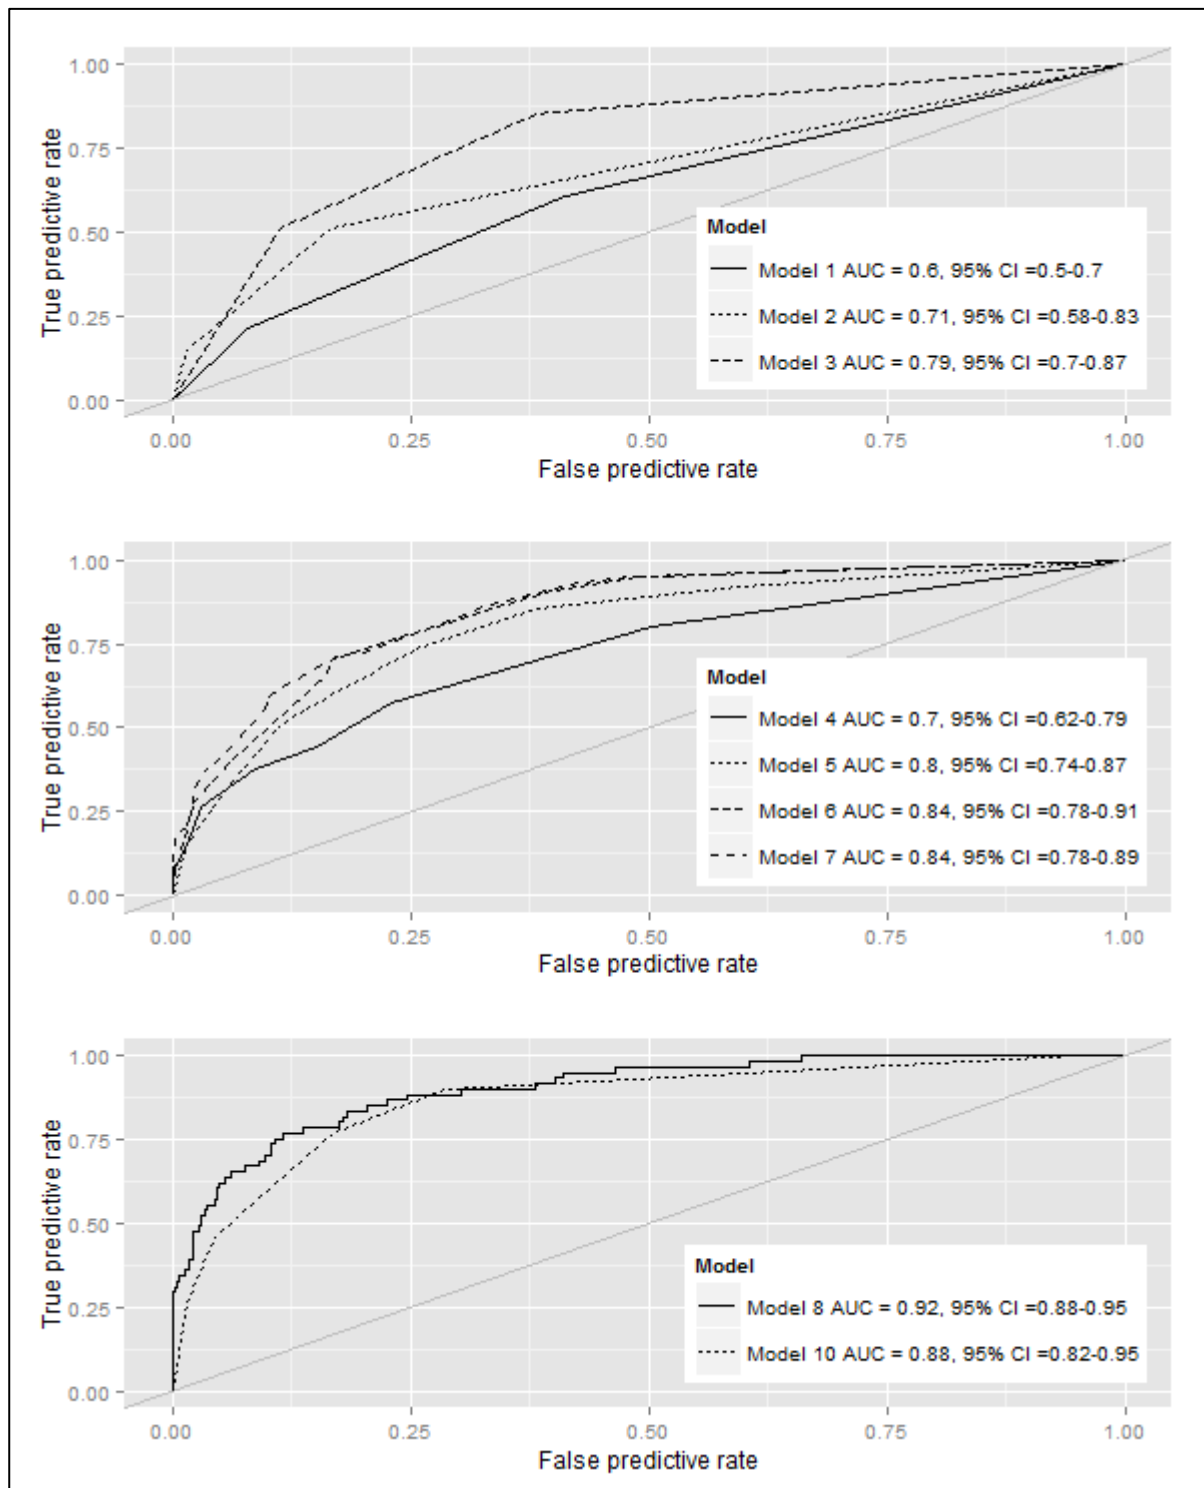 True predictive rate
1.00
0.75
0.50
0.25
0.00
Model
Model 1 AUC = 0.6, 95% CI =0.5-0.7
Model 2 AUC = 0.71, 95% CI =0.58-0.83
Model 3 AUC = 0.79, 95% CI =0.7-0.87
0.00 0.25 0.50 0.75 1.00
False predictive rate
True predictive rate
1.00
0.75
0.50
0.25
0.00
Model
Model 4 AUC = 0.7, 95% CI =0.62-0.79
Model 5 AUC = 0.8, 95% CI =0.74-0.87
Model 6 AUC = 0.84, 95% CI =0.78-0.91
Model 7 AUC = 0.84, 95% CI =0.78-0.89
0.00 0.25 0.50 0.75 1.00
False predictive rate
True predictive rate
1.00
0.75
0.50
0.25
0.00
Model
Model 8 AUC = 0.92, 95% CI =0.88-0.95
Model 10 AUC = 0.88, 95% CI =0.82-0.95
0.00 0.25 0.50 0.75 1.00
False predictive rate